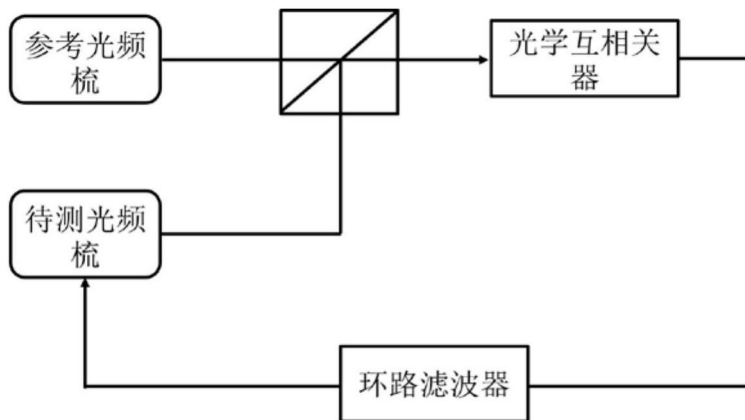 参考光频
梳
光学互相关
器
待测光频
梳
环路滤波器